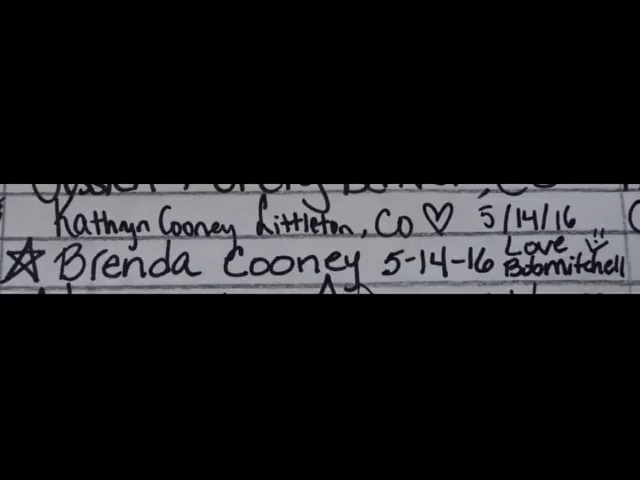 Kathryn Cooney Littleton, CO ♡ 5/14/16
☆ Brenda Cooney 5-14-16 Love Bobmitchell